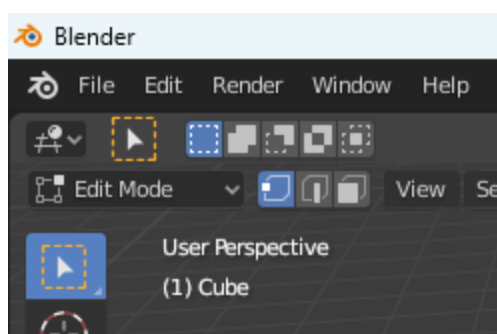 Blender
File Edit Render Window Help
Edit Mode View
User Perspective
(1) Cube